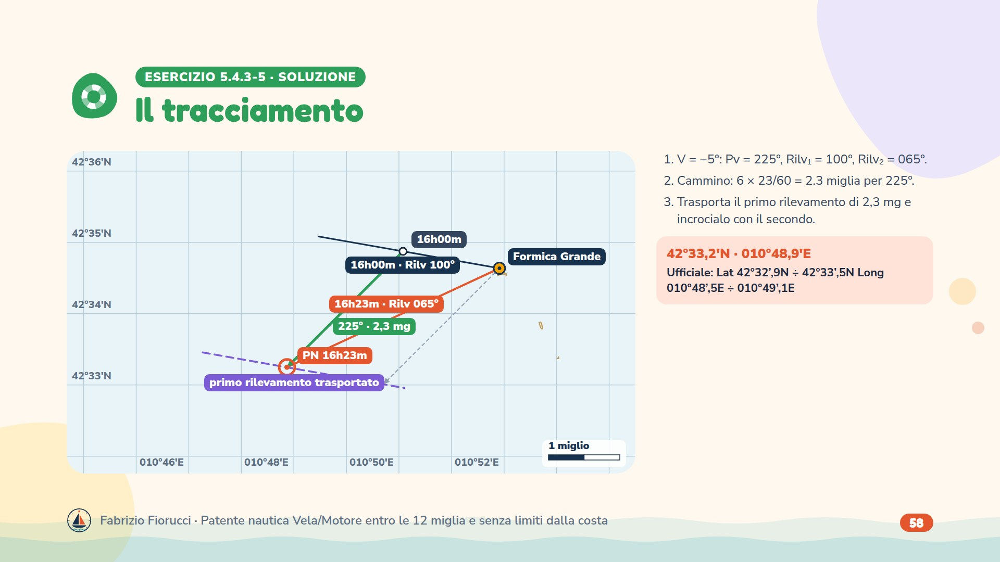 ESERCIZIO 5.4.3-5 · SOLUZIONE
Il tracciamento
42°36'N
42°35'N
42°34'N
42°33'N
010°46'E
010°48'E
010°50'E
010°52'E
16h00m
Formica Grande
16h00m · Rilv 100°
16h23m · Rilv 065°
225° · 2,3 mg
PN 16h23m
primo rilevamento trasportato
1 miglio
1. V = −5°: Pv = 225°, Rilv₁ = 100°, Rilv₂ = 065°.
2. Cammino: 6 × 23/60 = 2.3 miglia per 225°.
3. Trasporta il primo rilevamento di 2,3 mg e
incrocialo con il secondo.
42°33,2'N · 010°48,9'E
Ufficiale: Lat 42°32’,9N ÷ 42°33’,5N Long
010°48’,5E ÷ 010°49’,1E
Fabrizio Fiorucci · Patente nautica Vela/Motore entro le 12 miglia e senza limiti dalla costa
58